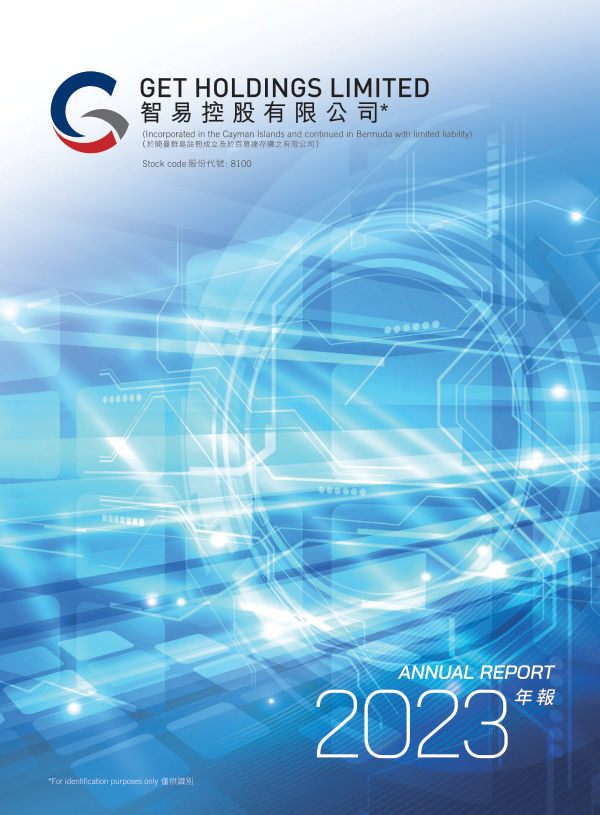 GET HOLDINGS LIMITED
智易控股有限公司*
(Incorporated in the Cayman Islands and continued in Bermuda with limited liability)
(於開曼群島註冊成立及於百慕達存續之有限公司)
Stock code 股份代號: 8100
ANNUAL REPORT
2023 年報
*For identification purposes only 僅供識別